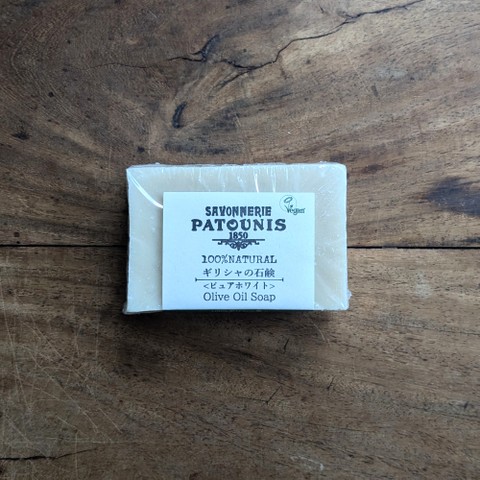 SAVONNERIE
PATOUNIS
1850
100%NATURAL
ギリシャの石鹸
<ピュアホワイト>
Olive Oil Soap
Vegan